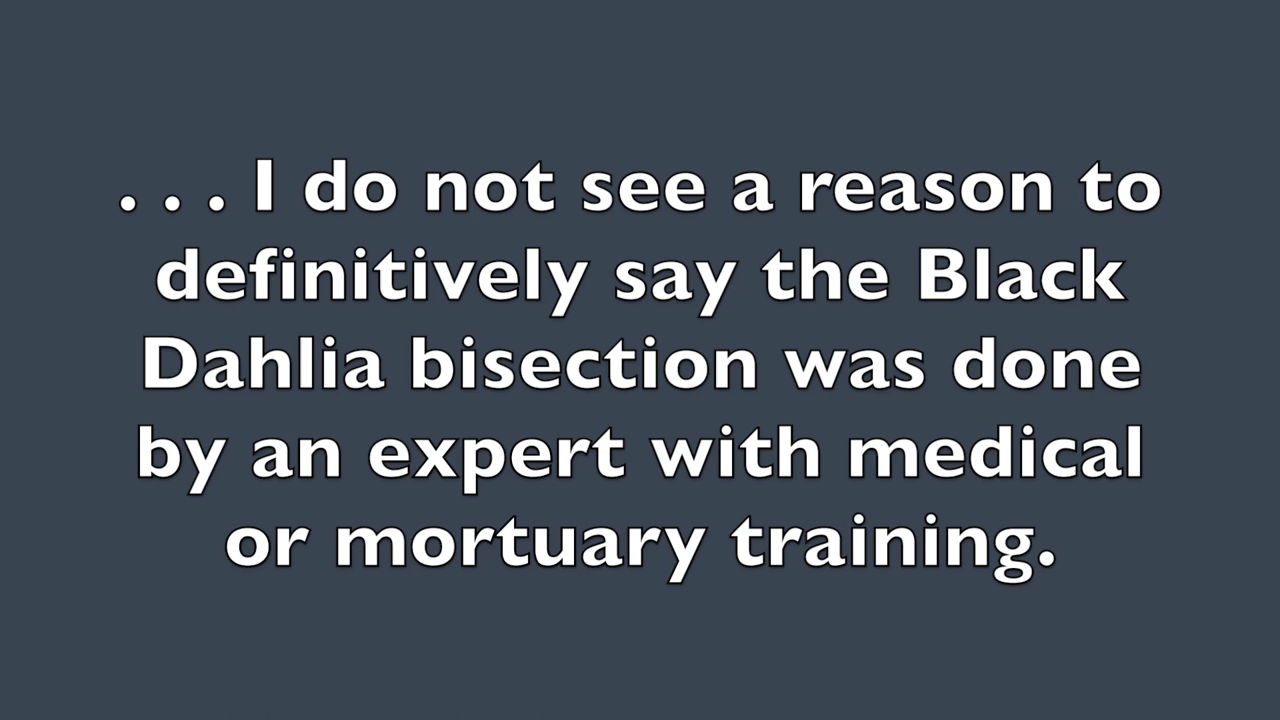 . . . I do not see a reason to
definitively say the Black
Dahlia bisection was done
by an expert with medical
or mortuary training.